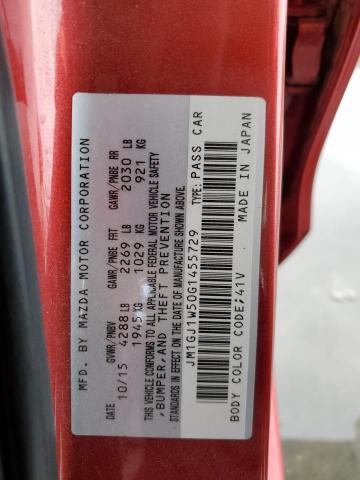 MFD. BY MAZDA MOTOR CORPORATION
DATE GVWR/PNBV GAWR/PNBE FRT GAWR/PNBE RR
10/15 4288 LB 2269 LB 2030 LB
1945 KG 1029 KG 921 KG
THIS VEHICLE CONFORMS TO ALL APPLICABLE FEDERAL MOTOR VEHICLE SAFETY
, BUMPER, AND THEFT PREVENTION
STANDARDS IN EFFECT ON THE DATE OF MANUFACTURE SHOWN ABOVE.
JM1GJ1W50G1455729 TYPE: PASS CAR
BODY COLOR CODE;41V MADE IN JAPAN